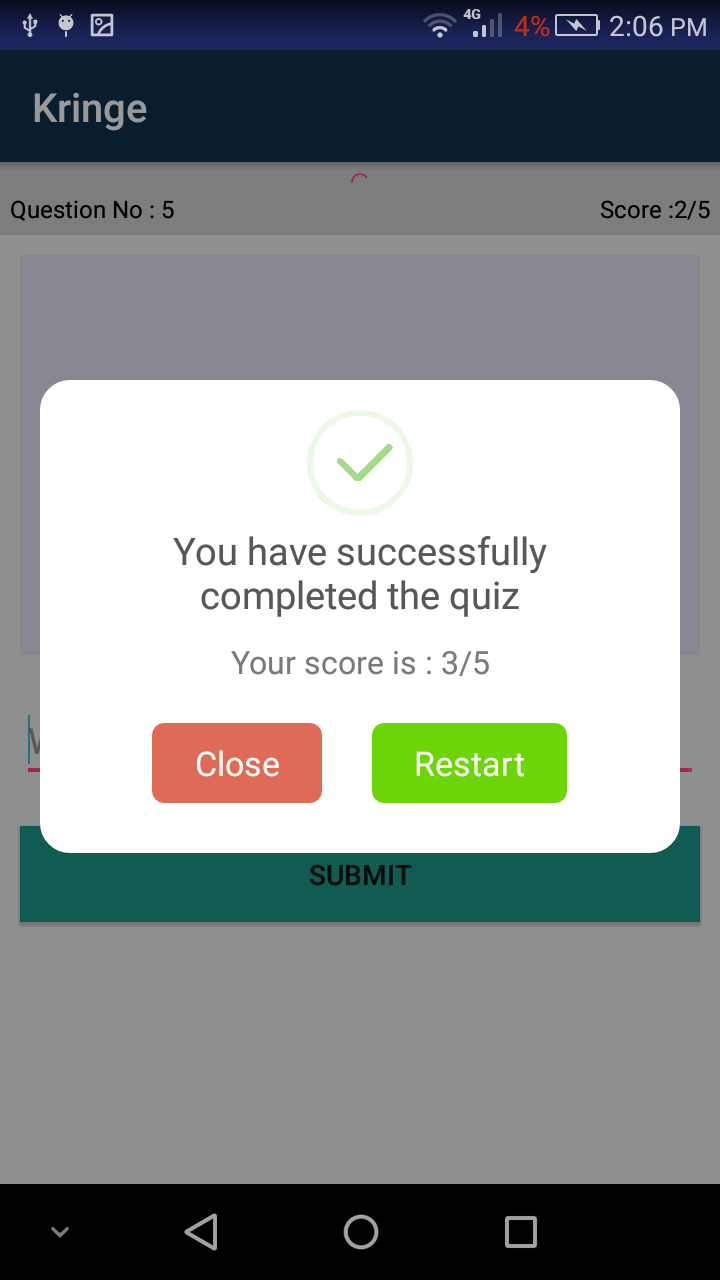 4G 4% 2:06 PM
Kringe
Question No : 5 Score :2/5
You have successfully
completed the quiz
Your score is : 3/5
Close Restart
SUBMIT